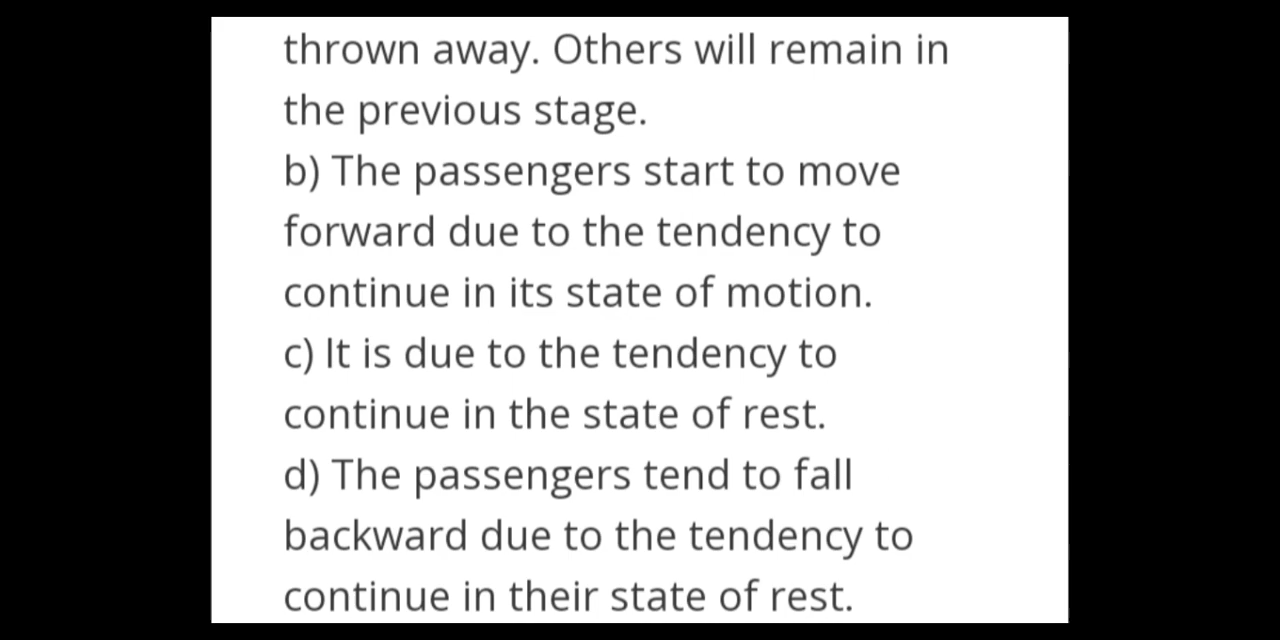 thrown away. Others will remain in
the previous stage.
b) The passengers start to move
forward due to the tendency to
continue in its state of motion.
c) It is due to the tendency to
continue in the state of rest.
d) The passengers tend to fall
backward due to the tendency to
continue in their state of rest.